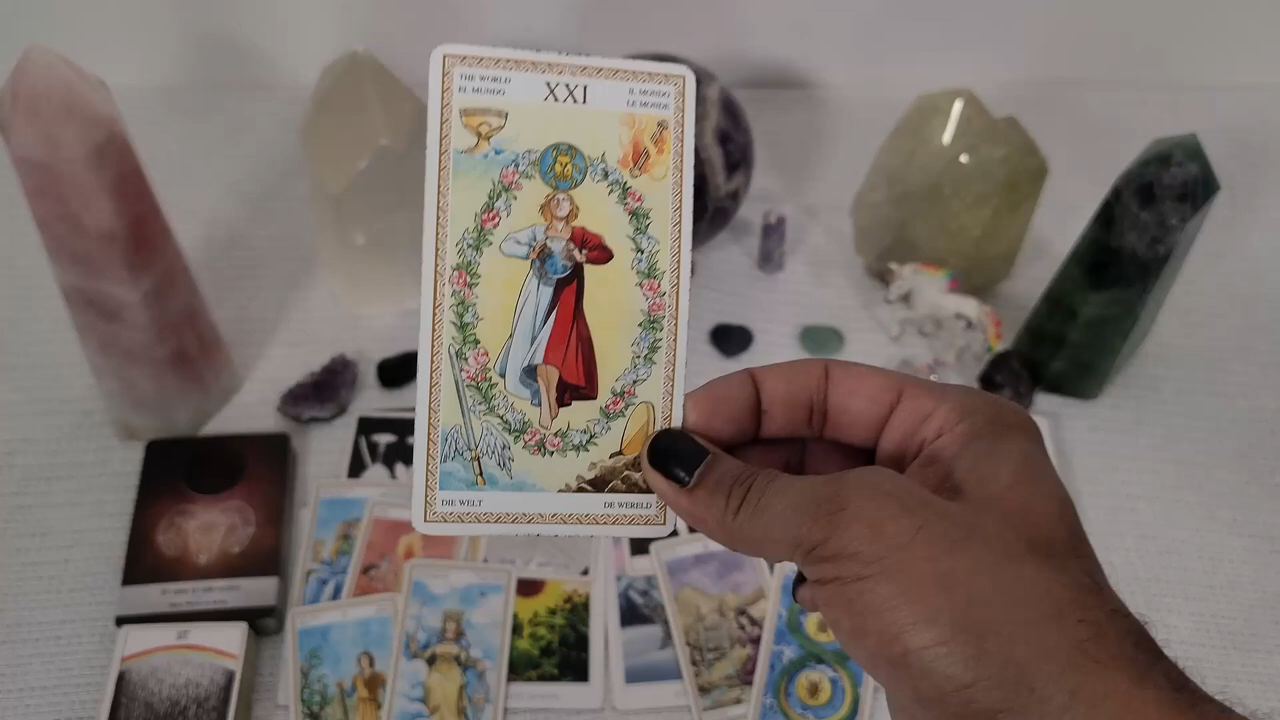 THE WORLD
EL MUNDO
XXI
IL MONDO
LE MONDE
DIE WELT
DE WERELD